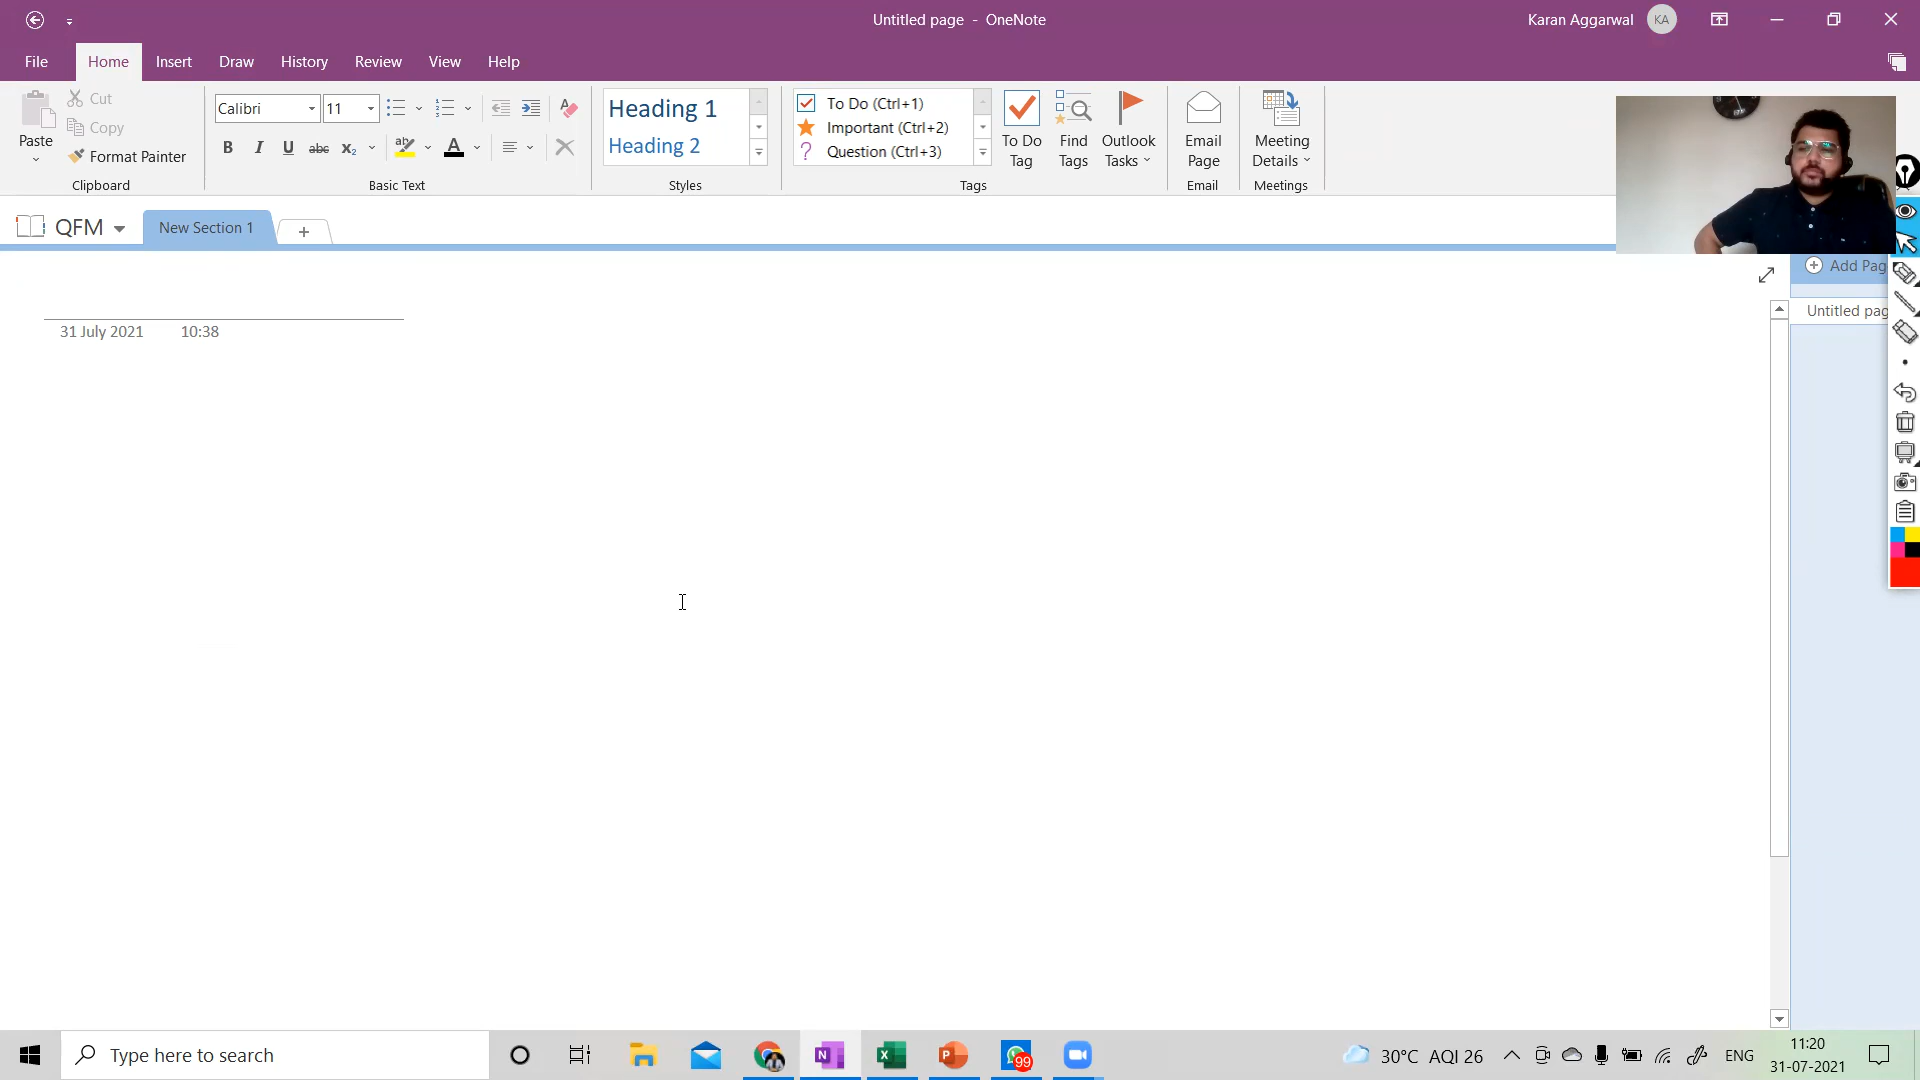 Untitled page - OneNote
Karan Aggarwal
KA
File
Home
Insert
Draw
History
Review
View
Help
Paste
Cut
Copy
Format Painter
Clipboard
Calibri
11
B
I
U
abc
X₂
ab
A
Basic Text
Heading 1
Heading 2
Styles
To Do (Ctrl+1)
Important (Ctrl+2)
? Question (Ctrl+3)
Tags
To Do
Tag
Find
Tags
Outlook
Tasks
Email
Page
Email
Meeting
Details
Meetings
QFM
New Section 1
+
Add Pag
Untitled pag
31 July 2021
10:38
Type here to search
N
X
P
99
30°C AQI 26
ENG
11:20
31-07-2021